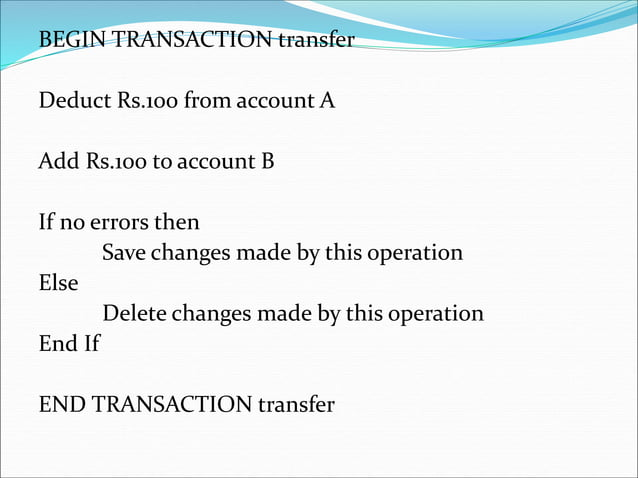 BEGIN TRANSACTION transfer
Deduct Rs.100 from account A
Add Rs.100 to account B
If no errors then
Save changes made by this operation
Else
Delete changes made by this operation
End If
END TRANSACTION transfer